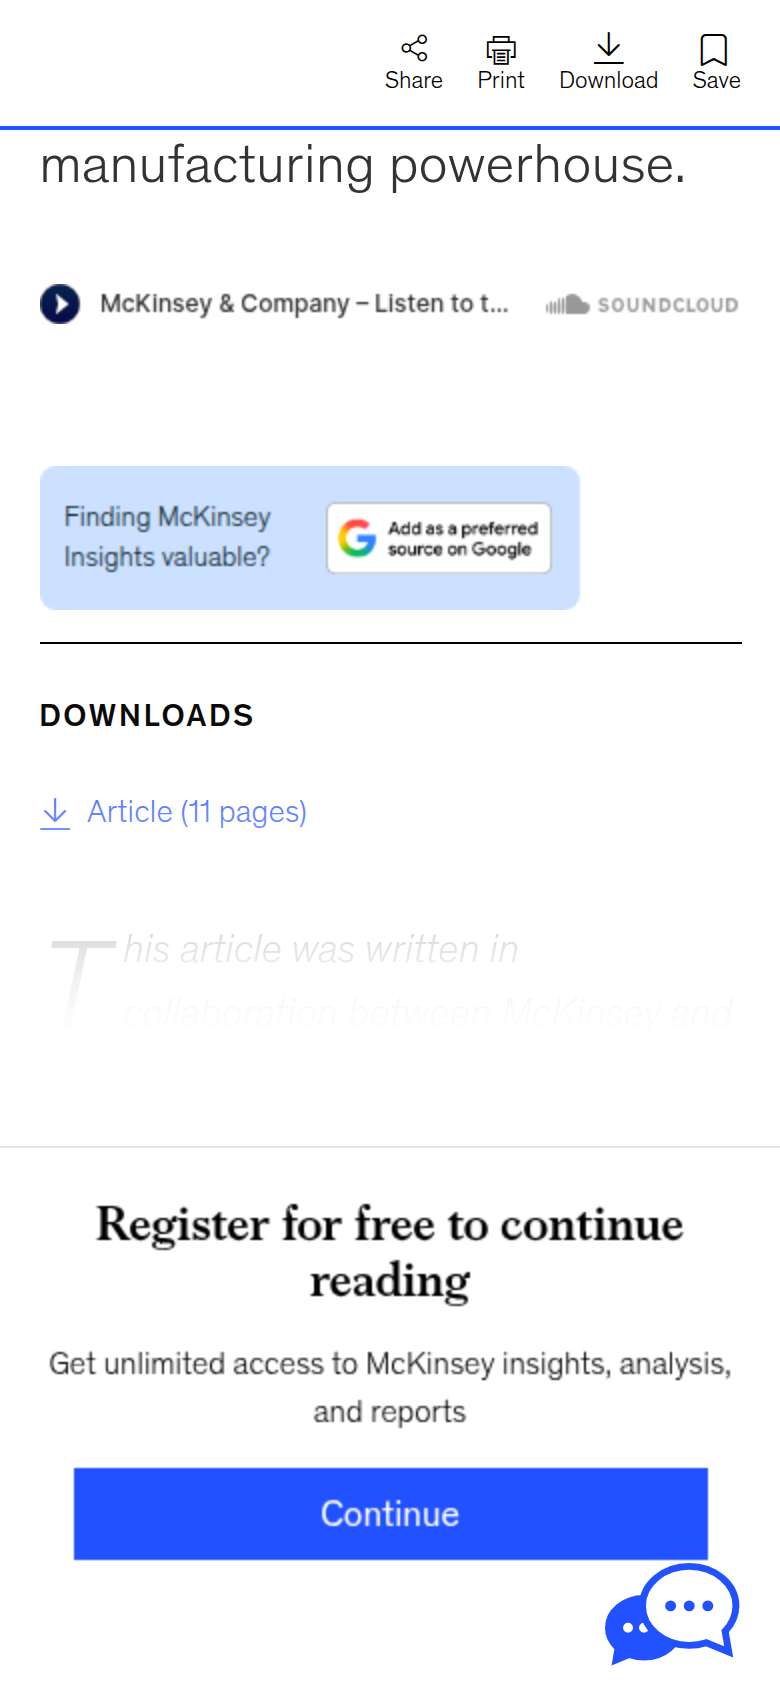 Share Print Download Save
manufacturing powerhouse.
McKinsey & Company – Listen to t... SOUNDCLOUD
Finding McKinsey
Insights valuable?
Add as a preferred
source on Google
DOWNLOADS
Article (11 pages)
This article was written in
collaboration between McKinsey and
Register for free to continue
reading
Get unlimited access to McKinsey insights, analysis,
and reports
Continue